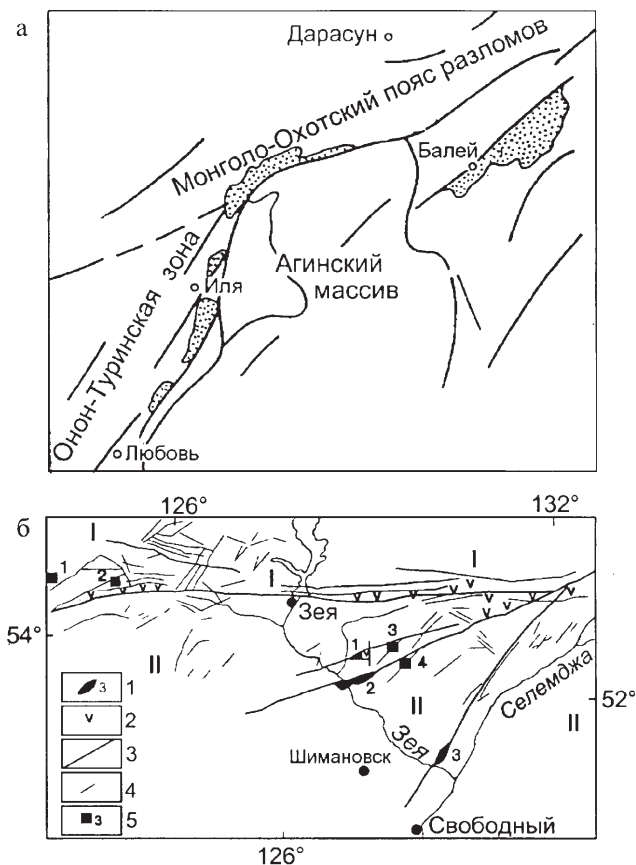 а
Дарасун
Монголо-Охотский пояс разломов
Балей
Онон-Туринская зона
Агинский
массив
Иля
Любовь
б
126°
132°
I
I
1
2
I
Зея
54°
3
1
4
II
2
3 1
II
Селемджа
52°
2
II
Зея
3
3
Шимановск
4
3 5
Свободный
126°